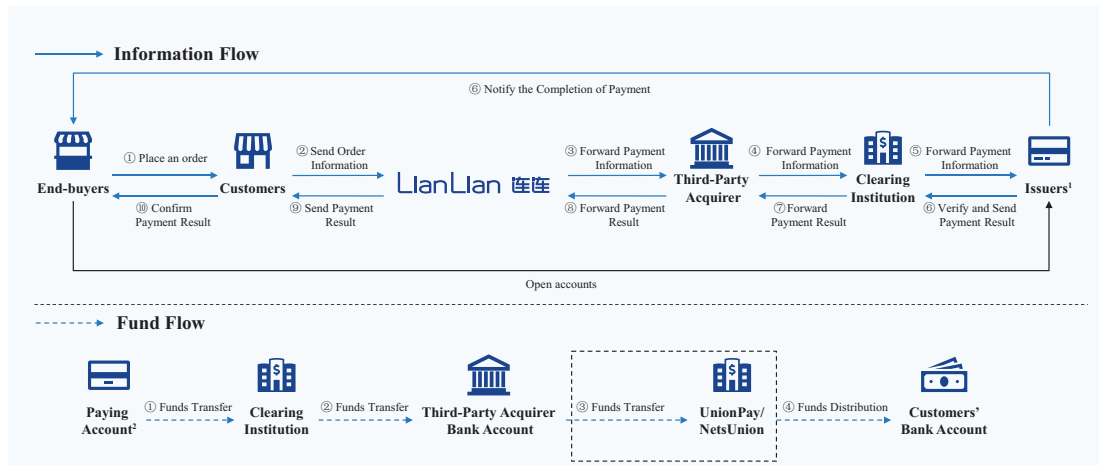 Information Flow
⑥ Notify the Completion of Payment
① Place an order
② Send Order
Information
③ Forward Payment
Information
④ Forward Payment
Information
⑤ Forward Payment
Information
End-buyers
Customers
LianLian 连连
Third-Party
Acquirer
Clearing
Institution
Issuers¹
⑩ Confirm
Payment Result
⑨ Send Payment
Result
⑧ Forward Payment
Result
⑦ Forward
Payment Result
⑥ Verify and Send
Payment Result
Open accounts
Fund Flow
Paying
Account²
① Funds Transfer
Clearing
Institution
② Funds Transfer
Third-Party Acquirer
Bank Account
③ Funds Transfer
UnionPay/
NetsUnion
④ Funds Distribution
Customers’
Bank Account
$
$
$